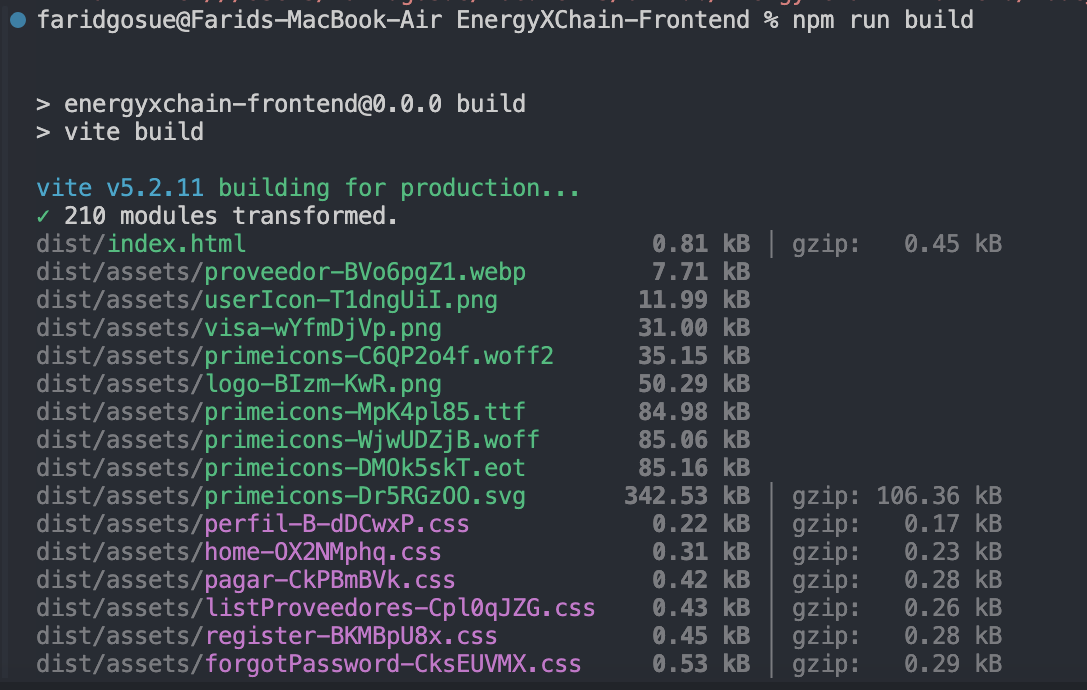 faridgosue@Farids-MacBook-Air EnergyXChain-Frontend % npm run build
> energyxchain-frontend@0.0.0 build
> vite build
vite v5.2.11 building for production...
✓ 210 modules transformed.
dist/index.html 0.81 kB │ gzip: 0.45 kB
dist/assets/proveedor-BVo6pgZ1.webp 7.71 kB
dist/assets/userIcon-T1dngUiI.png 11.99 kB
dist/assets/visa-wYfmDjVp.png 31.00 kB
dist/assets/primeicons-C6QP2o4f.woff2 35.15 kB
dist/assets/logo-BIzm-KwR.png 50.29 kB
dist/assets/primeicons-MpK4pl85.ttf 84.98 kB
dist/assets/primeicons-WjwUDZjB.woff 85.06 kB
dist/assets/primeicons-DMOk5skT.eot 85.16 kB
dist/assets/primeicons-Dr5RGzOO.svg 342.53 kB │ gzip: 106.36 kB
dist/assets/perfil-B-dDCwxP.css 0.22 kB │ gzip: 0.17 kB
dist/assets/home-OX2NMphq.css 0.31 kB │ gzip: 0.23 kB
dist/assets/pagar-CkPBmBVk.css 0.42 kB │ gzip: 0.28 kB
dist/assets/listProveedores-Cpl0qJZG.css 0.43 kB │ gzip: 0.26 kB
dist/assets/register-BKMBpU8x.css 0.45 kB │ gzip: 0.28 kB
dist/assets/forgotPassword-CksEUVMX.css 0.53 kB │ gzip: 0.29 kB